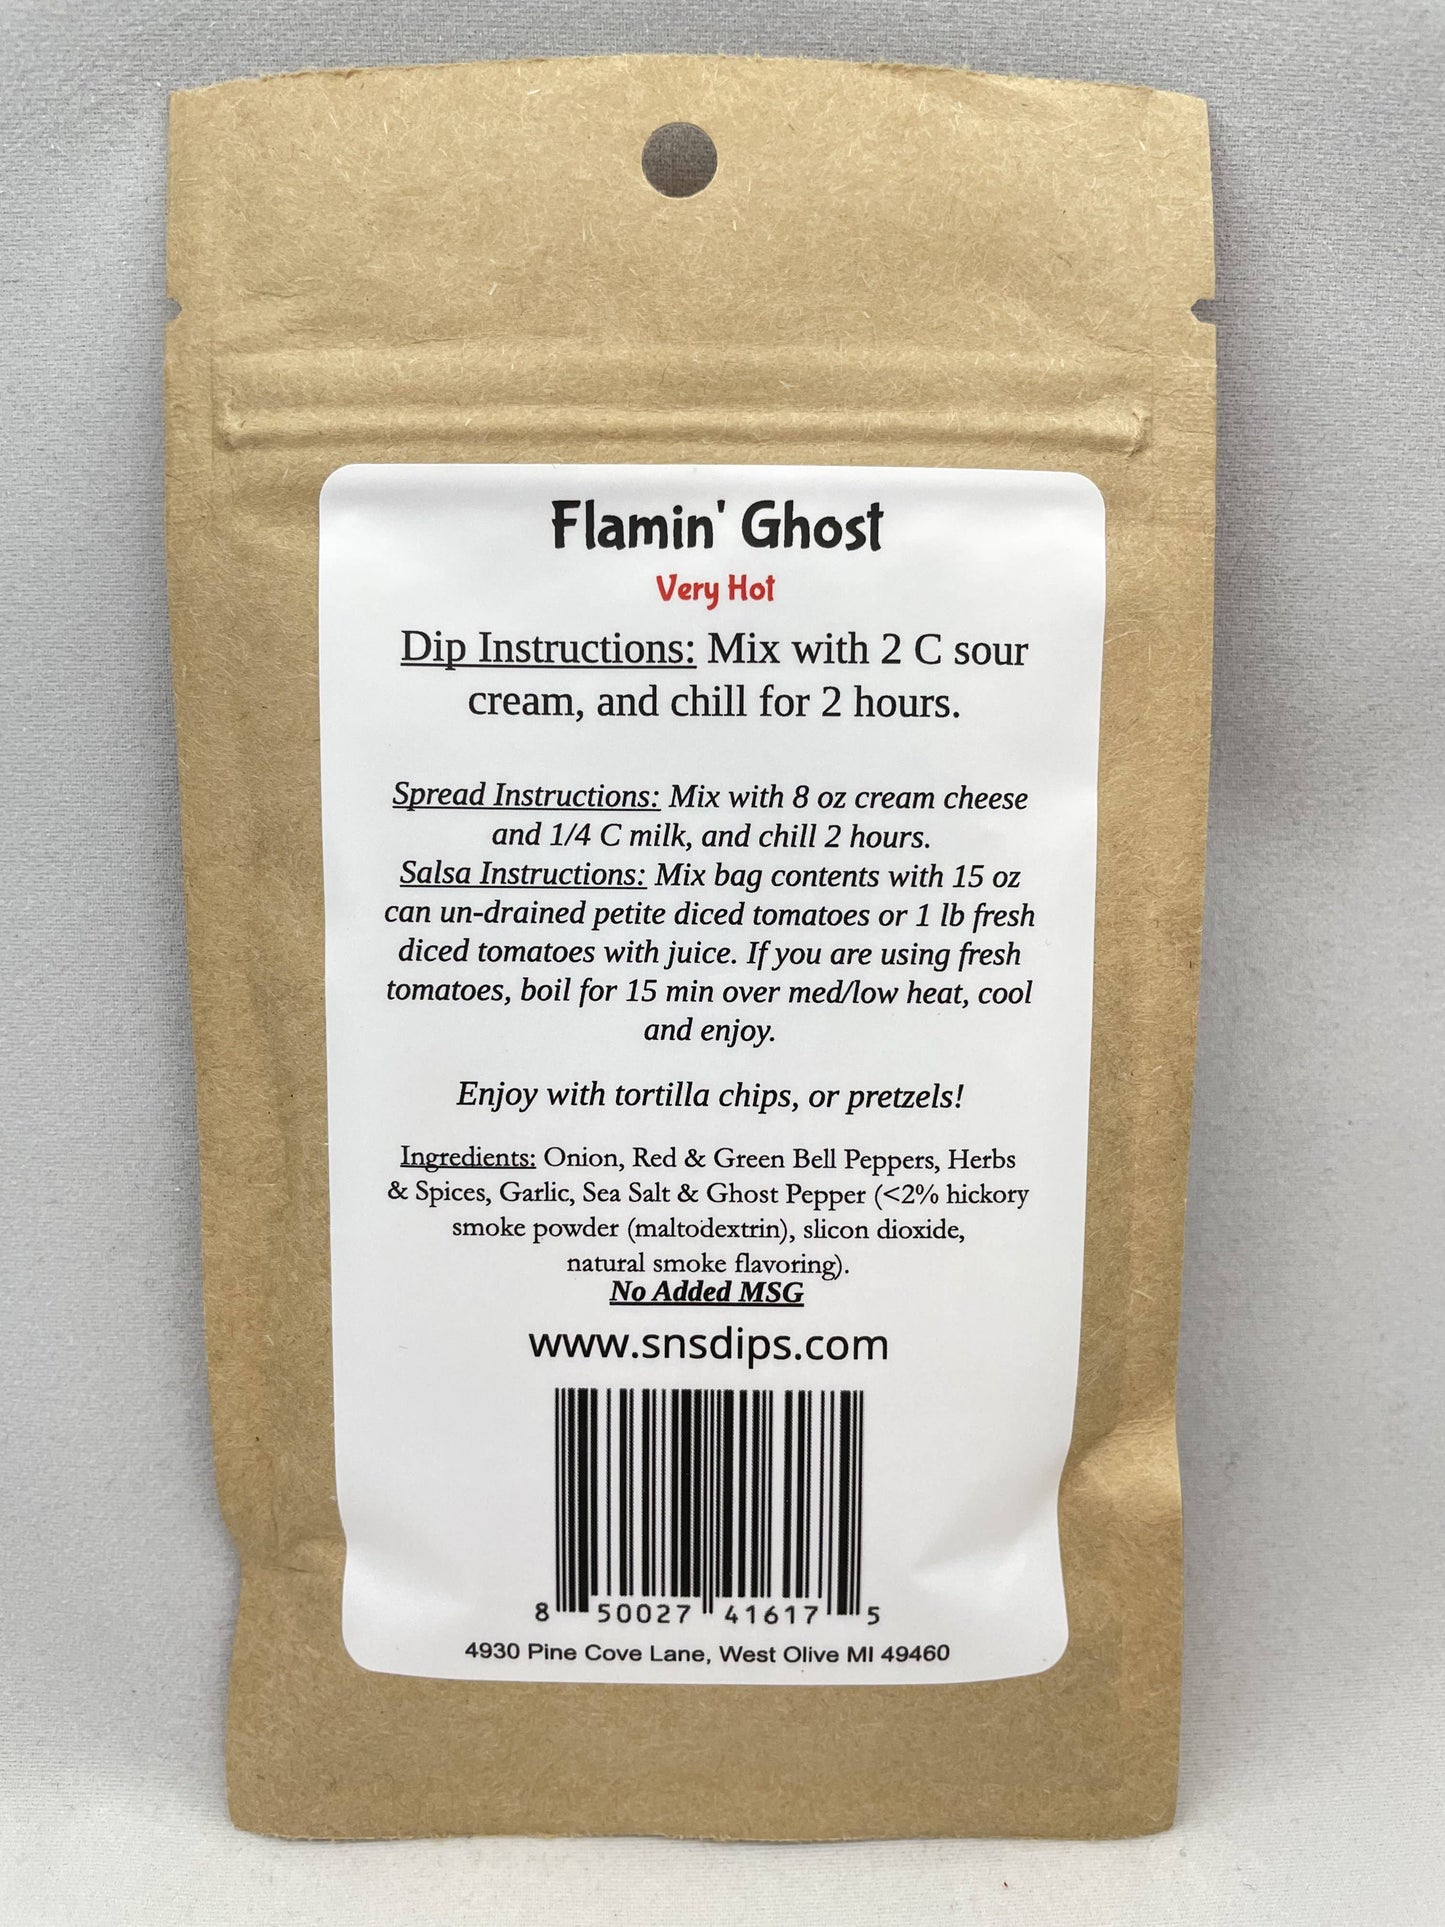 Flamin' Ghost
Very Hot
Dip Instructions: Mix with 2 C sour
cream, and chill for 2 hours.
Spread Instructions: Mix with 8 oz cream cheese
and 1/4 C milk, and chill 2 hours.
Salsa Instructions: Mix bag contents with 15 oz
can un-drained petite diced tomatoes or 1 lb fresh
diced tomatoes with juice. If you are using fresh
tomatoes, boil for 15 min over med/low heat, cool
and enjoy.
Enjoy with tortilla chips, or pretzels!
Ingredients: Onion, Red & Green Bell Peppers, Herbs
& Spices, Garlic, Sea Salt & Ghost Pepper (<2% hickory
smoke powder (maltodextrin), slicon dioxide,
natural smoke flavoring).
No Added MSG
www.snsdips.com
8 50027 41617 5
4930 Pine Cove Lane, West Olive MI 49460